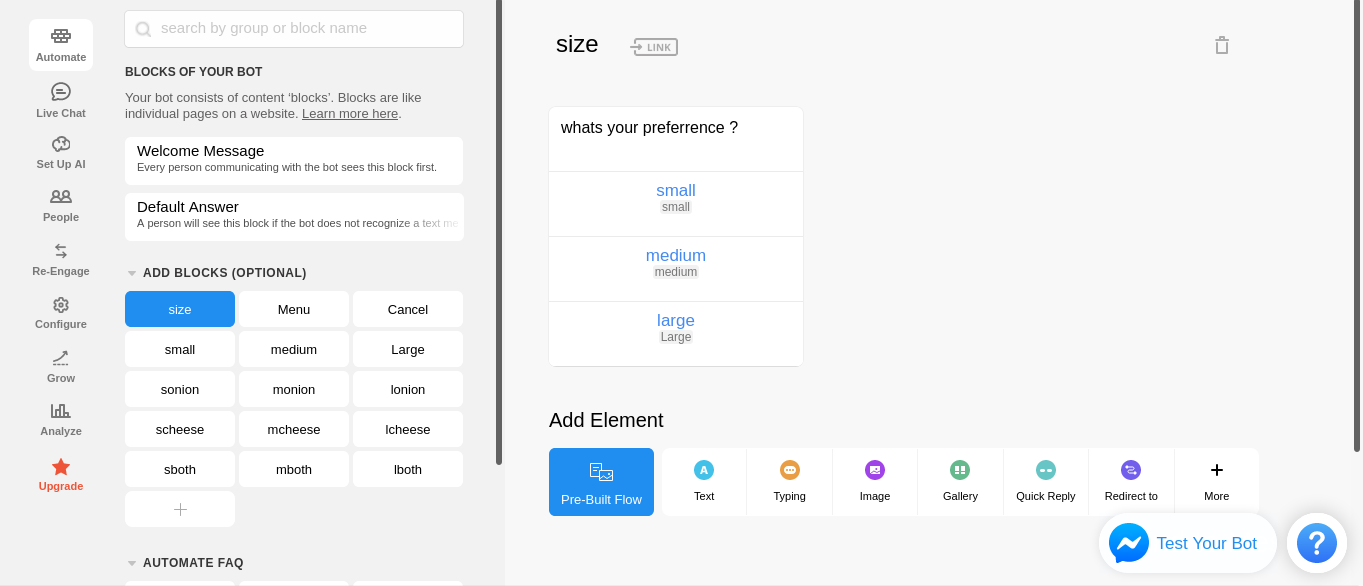 Automate
Live Chat
Set Up AI
People
Re-Engage
Configure
Grow
Analyze
Upgrade
search by group or block name
BLOCKS OF YOUR BOT
Your bot consists of content ‘blocks’. Blocks are like
individual pages on a website. Learn more here.
Welcome Message
Every person communicating with the bot sees this block first.
Default Answer
A person will see this block if the bot does not recognize a text me
ADD BLOCKS (OPTIONAL)
size Menu Cancel
small medium Large
sonion monion lonion
scheese mcheese lcheese
sboth mboth lboth
AUTOMATE FAQ
size LINK
whats your preferrence ?
small
small
medium
medium
large
Large
Add Element
Pre-Built Flow
A
Text Typing Image Gallery Quick Reply Redirect to More
Test Your Bot ?